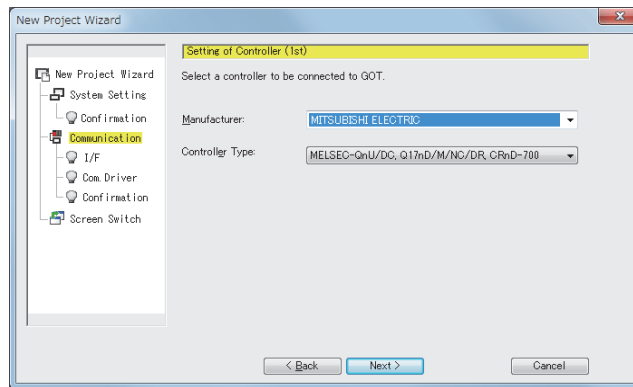 New Project Wizard
Setting of Controller (1st)
Select a controller to be connected to GOT.
New Project Wizard
System Setting
Confirmation
Communication
I/F
Com. Driver
Confirmation
Screen Switch
Manufacturer:
MITSUBISHI ELECTRIC
Controller Type:
MELSEC-QnU/DC, Q17nD/M/NC/DR, CRnD-700
< Back
Next >
Cancel